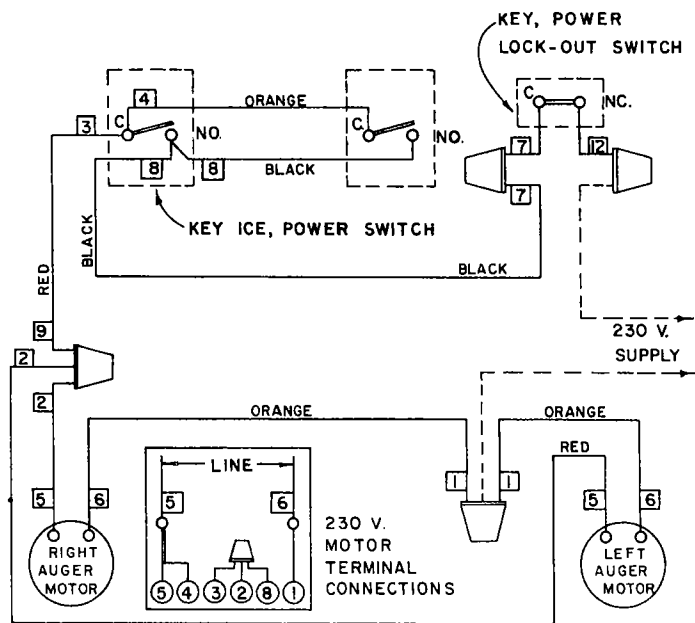 KEY, POWER
LOCK-OUT SWITCH
4
ORANGE
C.
NC.
3
C.
NO.
C.
NO.
7
12
8
8
BLACK
7
KEY ICE, POWER SWITCH
BLACK
RED
BLACK
9
230 V.
SUPPLY
2
2
ORANGE
ORANGE
RED
LINE
1
1
5
6
5
6
5
6
230 V.
MOTOR
TERMINAL
CONNECTIONS
RIGHT
AUGER
MOTOR
LEFT
AUGER
MOTOR
5 4 3 2 8 1